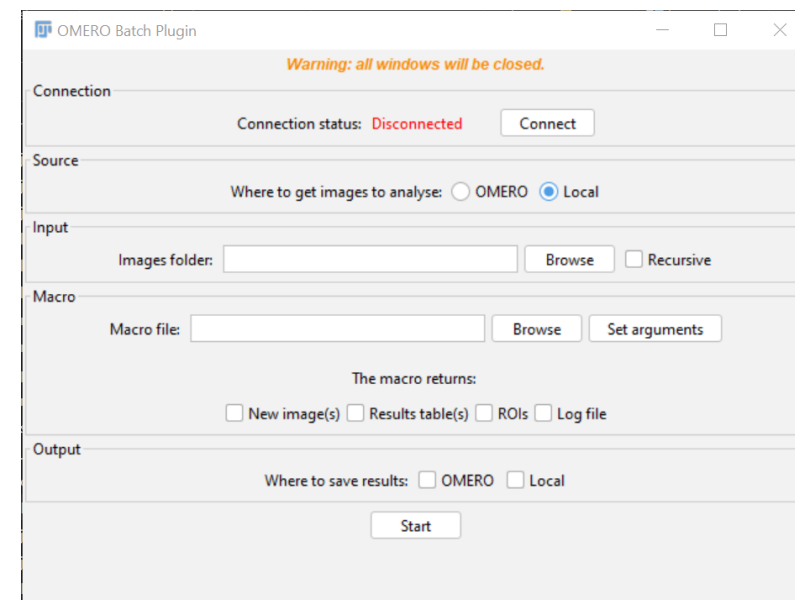 OMERO Batch Plugin
Warning: all windows will be closed.
Connection
Connection status: Disconnected Connect
Source
Where to get images to analyse: OMERO Local
Input
Images folder: Browse Recursive
Macro
Macro file: Browse Set arguments
The macro returns:
New image(s) Results table(s) ROIs Log file
Output
Where to save results: OMERO Local
Start